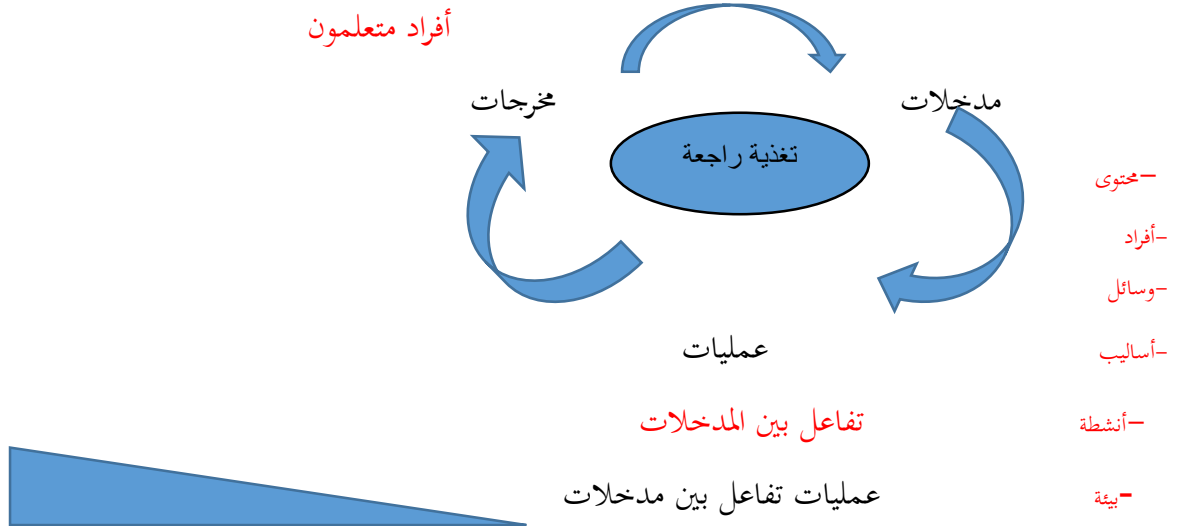 أفراد متعلمون
مدخلات
مخرجات
تغذية راجعة
–محتوى
-أفراد
-وسائل
عمليات
-أساليب
تفاعل بين المدخلات
–أنشطة
عمليات تفاعل بين مدخلات
-بيئة